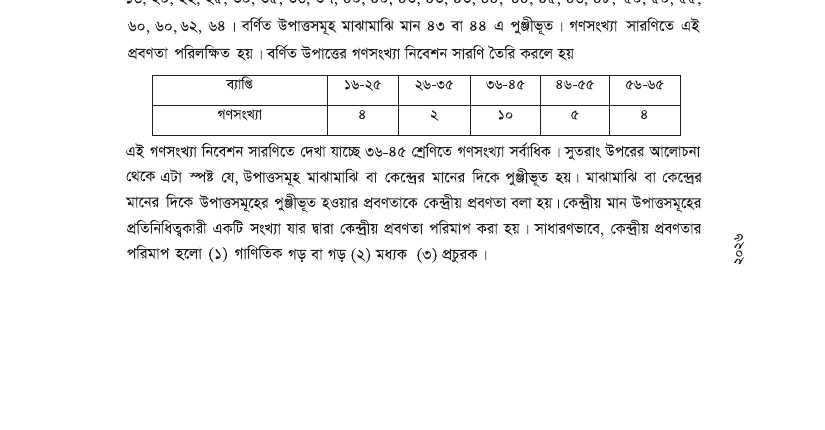 ৬০, ৬০, ৬২, ৬৪। বর্ণিত উপাত্তসমূহ মাঝামাঝি মান ৪৩ বা ৪৪ এ পুঞ্জীভূত। গণসংখ্যা সারণিতে এই
প্রবণতা পরিলক্ষিত হয়। বর্ণিত উপাত্তের গণসংখ্যা নিবেশন সারণি তৈরি করলে হয়
ব্যাপ্তি ১৬-২৫ ২৬-৩৫ ৩৬-৪৫ ৪৬-৫৫ ৫৬-৬৫
গণসংখ্যা ৪ ২ ১০ ৫ ৪
এই গণসংখ্যা নিবেশন সারণিতে দেখা যাচ্ছে ৩৬-৪৫ শ্রেণিতে গণসংখ্যা সর্বাধিক। সুতরাং উপরের আলোচনা
থেকে এটা স্পষ্ট যে, উপাত্তসমূহ মাঝামাঝি বা কেন্দ্রের মানের দিকে পুঞ্জীভূত হয়। মাঝামাঝি বা কেন্দ্রের
মানের দিকে উপাত্তসমূহের পুঞ্জীভূত হওয়ার প্রবণতাকে কেন্দ্রীয় প্রবণতা বলা হয়। কেন্দ্রীয় মান উপাত্তসমূহের
প্রতিনিধিত্বকারী একটি সংখ্যা যার দ্বারা কেন্দ্রীয় প্রবণতা পরিমাপ করা হয়। সাধারণভাবে, কেন্দ্রীয় প্রবণতার
পরিমাপ হলো (১) গাণিতিক গড় বা গড় (২) মধ্যক (৩) প্রচুরক।
২০২৬